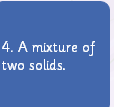 4. A mixture of
two solids.